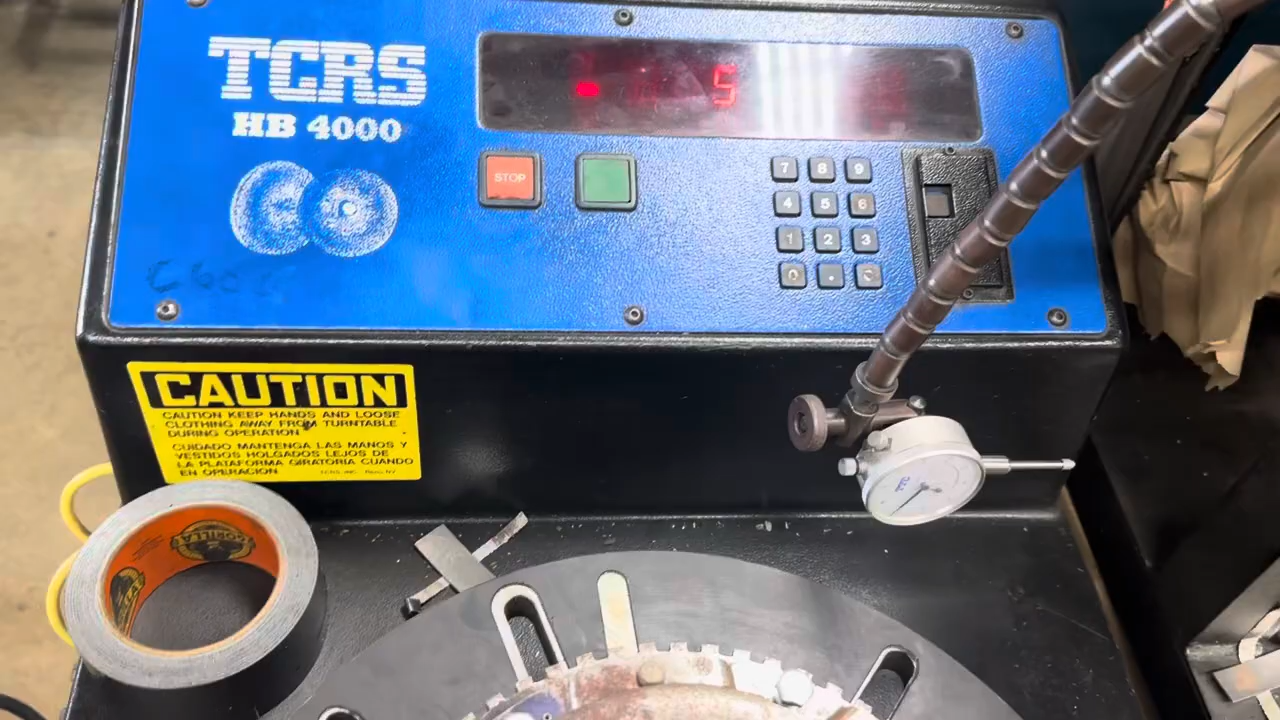 TCRS
HB 4000
5
STOP
7 8 9
4 5 6
1 2 3
0 .
CAUTION
CAUTION KEEP HANDS AND LOOSE
CLOTHING AWAY FROM TURNTABLE
DURING OPERATION
CUIDADO MANTENGA LAS MANOS Y
VESTIDOS HOLGADOS LEJOS DE
LA PLATAFORMA GIRATORIA CUANDO
EN OPERACION
TTC
GORILLA